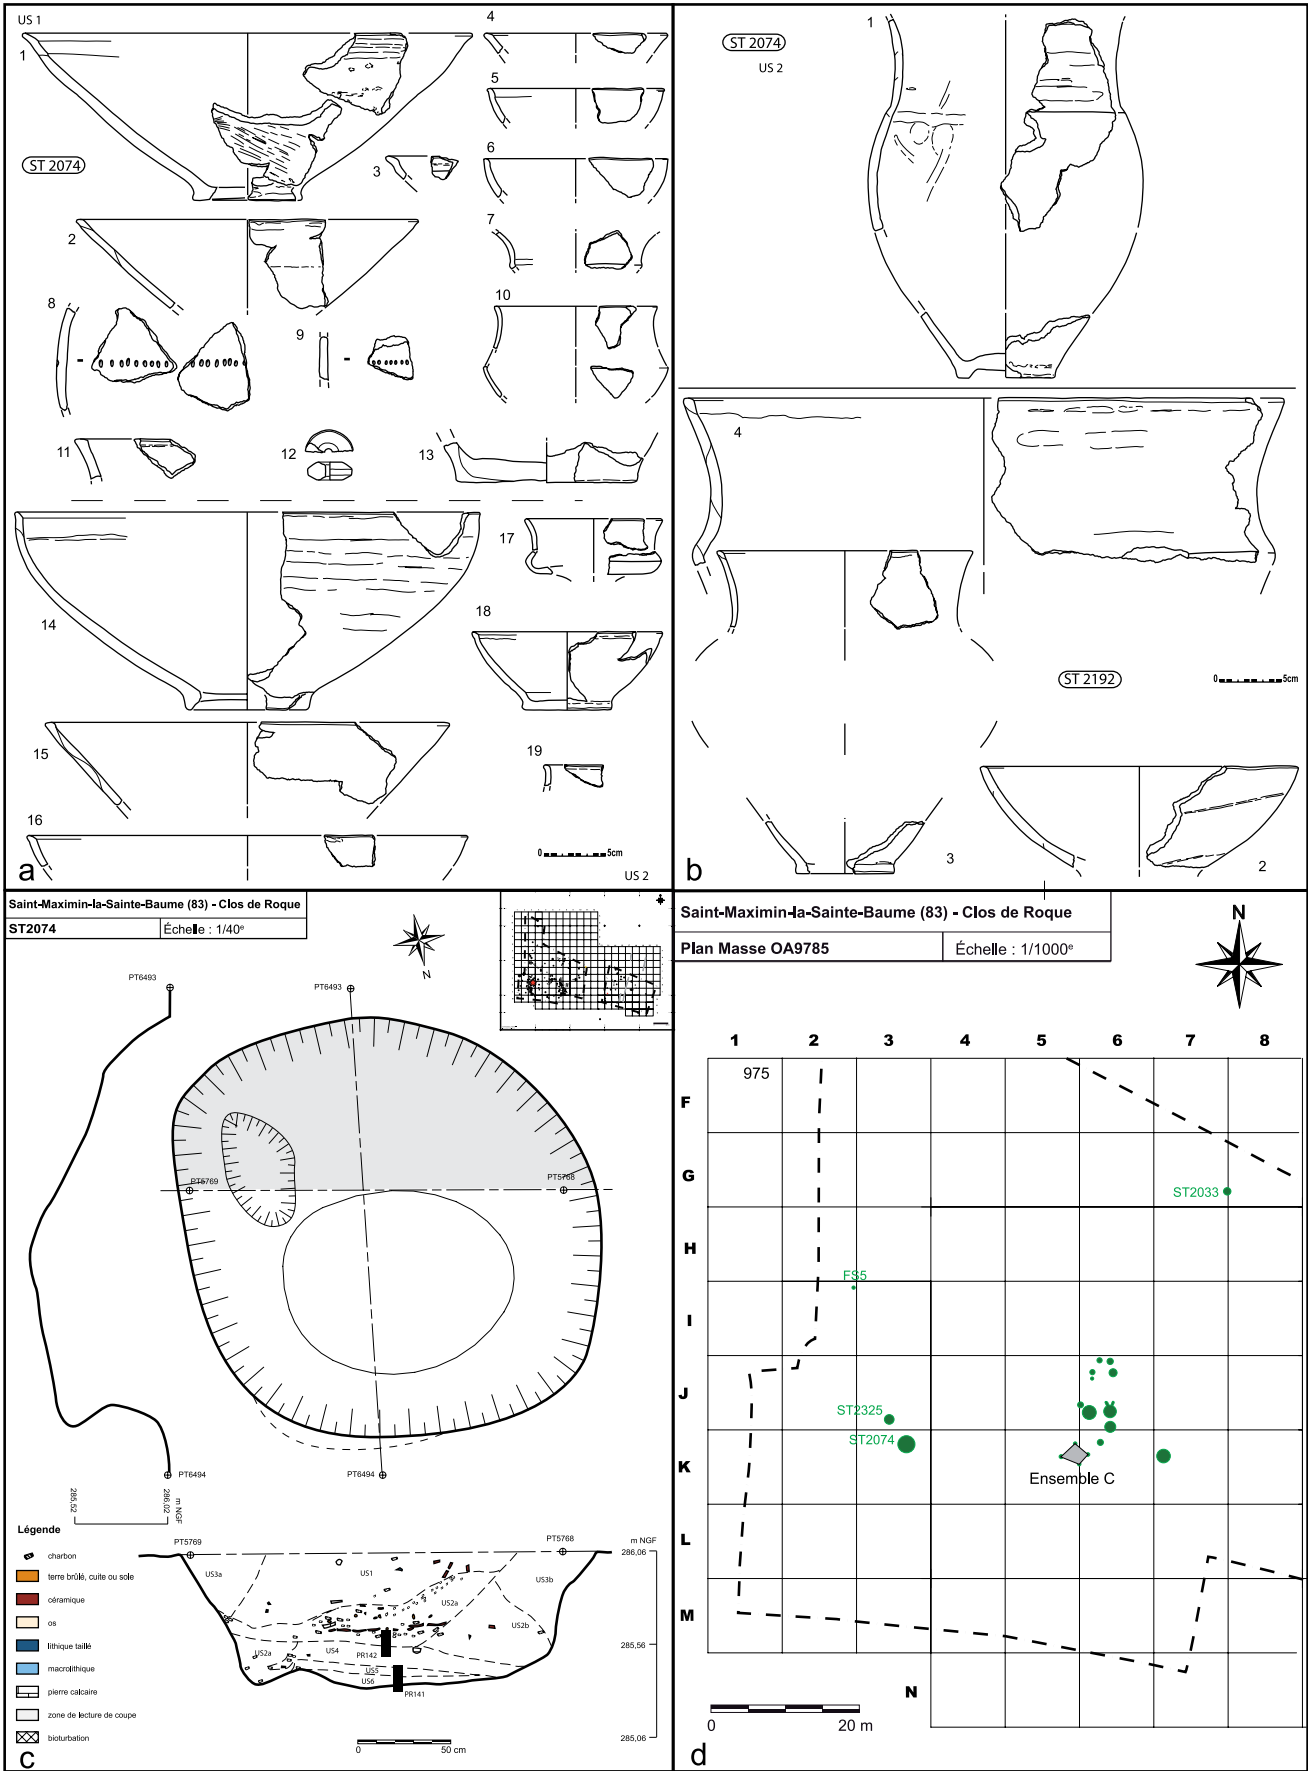 US 1
1
ST 2074
2
3
4
5
6
7
8
9
10
11
12
13
14
15
16
17
18
19
0 5cm
US 2
a
ST 2074
US 2
1
4
ST 2192
0 5cm
3
2
b
Saint-Maximin-la-Sainte-Baume (83) - Clos de Roque
ST2074
Échelle : 1/40e
N
PT6493
PT6493
PT5769
PT5768
PT6494
PT6494
285,52
286,02
m NGF
Légende
charbon
terre brûlé, cuite ou sole
céramique
os
lithique taillé
macrolithique
pierre calcaire
zone de lecture de coupe
bioturbation
PT5769
PT5768
m NGF
286,06
285,56
285,06
US3a
US1
US3b
US2a
US2b
US2a
US4
PR142
US5
US6
PR141
0 50 cm
c
Saint-Maximin-la-Sainte-Baume (83) - Clos de Roque
Plan Masse OA9785
Échelle : 1/1000e
N
1 2 3 4 5 6 7 8
975
F
G
ST2033
H
FS5
I
J
ST2325
ST2074
K
Ensemble C
L
M
N
0 20 m
d